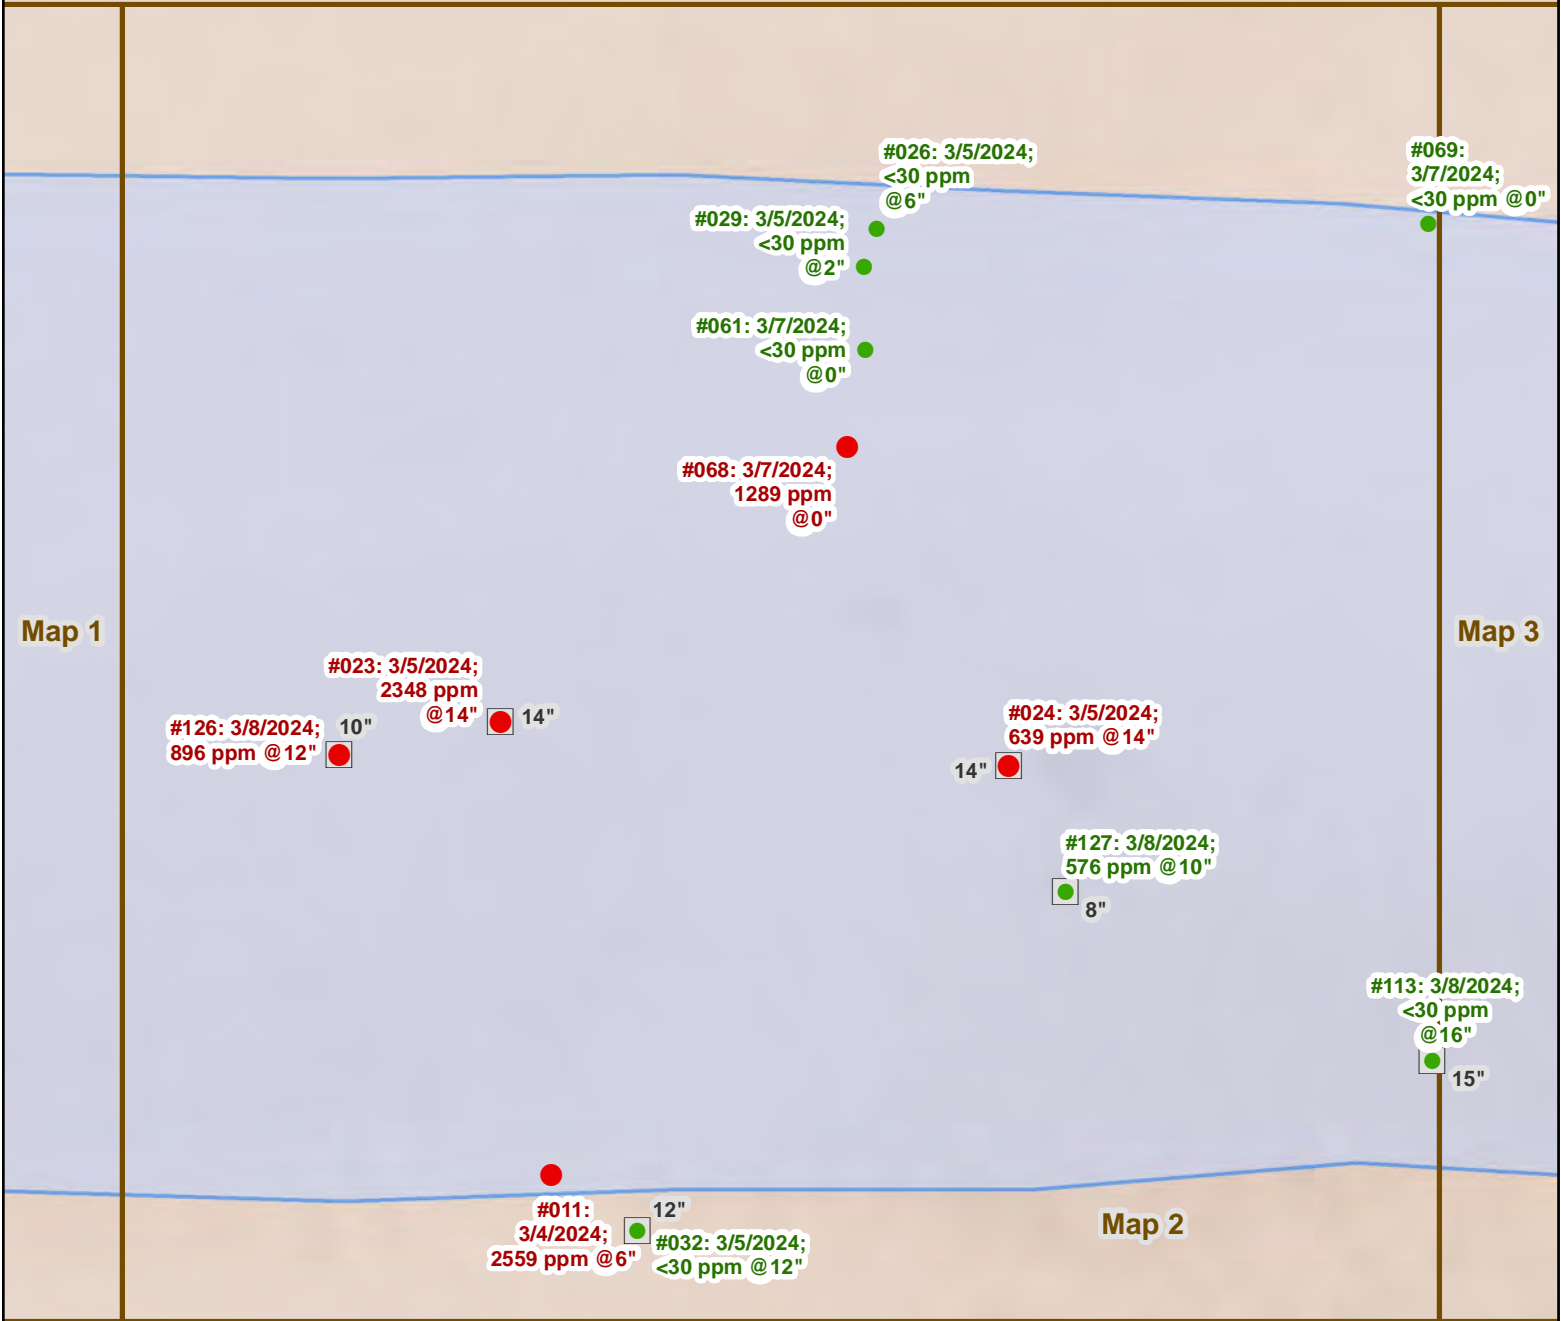 #026: 3/5/2024;
<30 ppm
@6"
#069:
3/7/2024;
<30 ppm @0"
#029: 3/5/2024;
<30 ppm
@2"
#061: 3/7/2024;
<30 ppm
@0"
#068: 3/7/2024;
1289 ppm
@0"
Map 1
Map 3
#023: 3/5/2024;
2348 ppm
@14"
14"
#126: 3/8/2024;
896 ppm @12"
10"
#024: 3/5/2024;
639 ppm @14"
14"
#127: 3/8/2024;
576 ppm @10"
8"
#113: 3/8/2024;
<30 ppm
@16"
15"
#011:
3/4/2024;
2559 ppm @6"
12"
#032: 3/5/2024;
<30 ppm @12"
Map 2